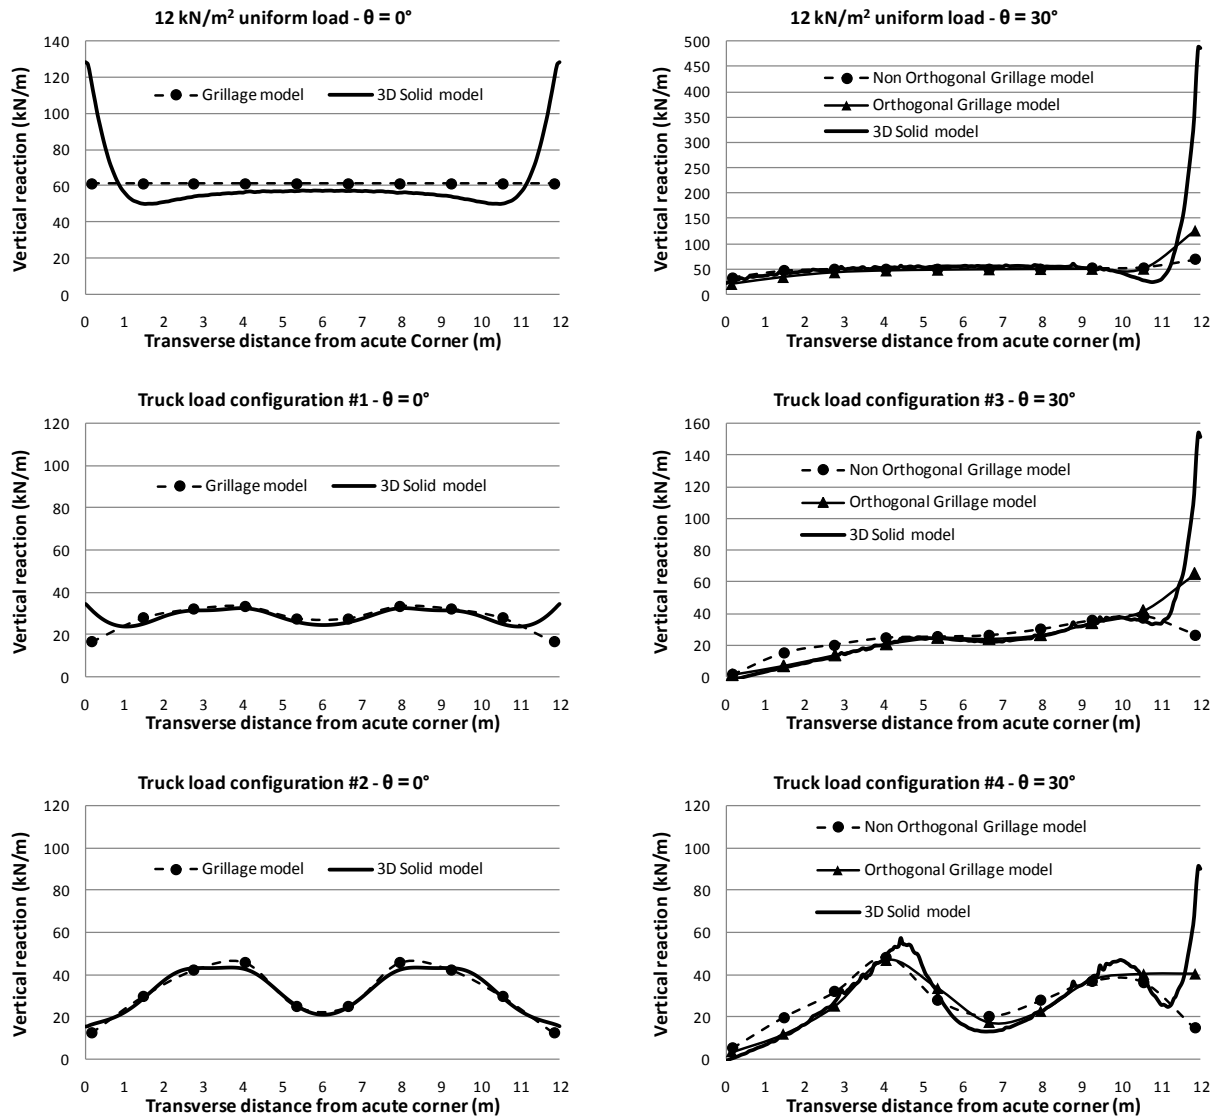 12 kN/m² uniform load - θ = 0°
Vertical reaction (kN/m)
140
120
100
80
60
40
20
0
Grillage model
3D Solid model
0 1 2 3 4 5 6 7 8 9 10 11 12
Transverse distance from acute Corner (m)
12 kN/m² uniform load - θ = 30°
Vertical reaction (kN/m)
500
450
400
350
300
250
200
150
100
50
0
Non Orthogonal Grillage model
Orthogonal Grillage model
3D Solid model
0 1 2 3 4 5 6 7 8 9 10 11 12
Transverse distance from acute corner (m)
Truck load configuration #1 - θ = 0°
Vertical reaction (kN/m)
120
100
80
60
40
20
0
Grillage model
3D Solid model
0 1 2 3 4 5 6 7 8 9 10 11 12
Transverse distance from acute corner (m)
Truck load configuration #3 - θ = 30°
Vertical reaction (kN/m)
160
140
120
100
80
60
40
20
0
Non Orthogonal Grillage model
Orthogonal Grillage model
3D Solid model
0 1 2 3 4 5 6 7 8 9 10 11 12
Transverse distance from acute corner (m)
Truck load configuration #2 - θ = 0°
Vertical reaction (kN/m)
120
100
80
60
40
20
0
Grillage model
3D Solid model
0 1 2 3 4 5 6 7 8 9 10 11 12
Transverse distance from acute corner (m)
Truck load configuration #4 - θ = 30°
Vertical reaction (kN/m)
120
100
80
60
40
20
0
Non Orthogonal Grillage model
Orthogonal Grillage model
3D Solid model
0 1 2 3 4 5 6 7 8 9 10 11 12
Transverse distance from acute corner (m)